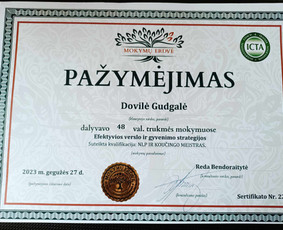 MOKYMŲ ERDVĖ
ICTA
PAŽYMĖJIMAS
Dovilė Gudgalė
dalyvavo 48 val. trukmės mokymuose
Efektyvios verslo ir gyvenimo strategijos
Suteikta kvalifikacija: NLP IR KOUČINGO MEISTRAS.
Reda Bendoraitytė
2023 m. gegužės 27 d.
Sertifikato Nr. 22